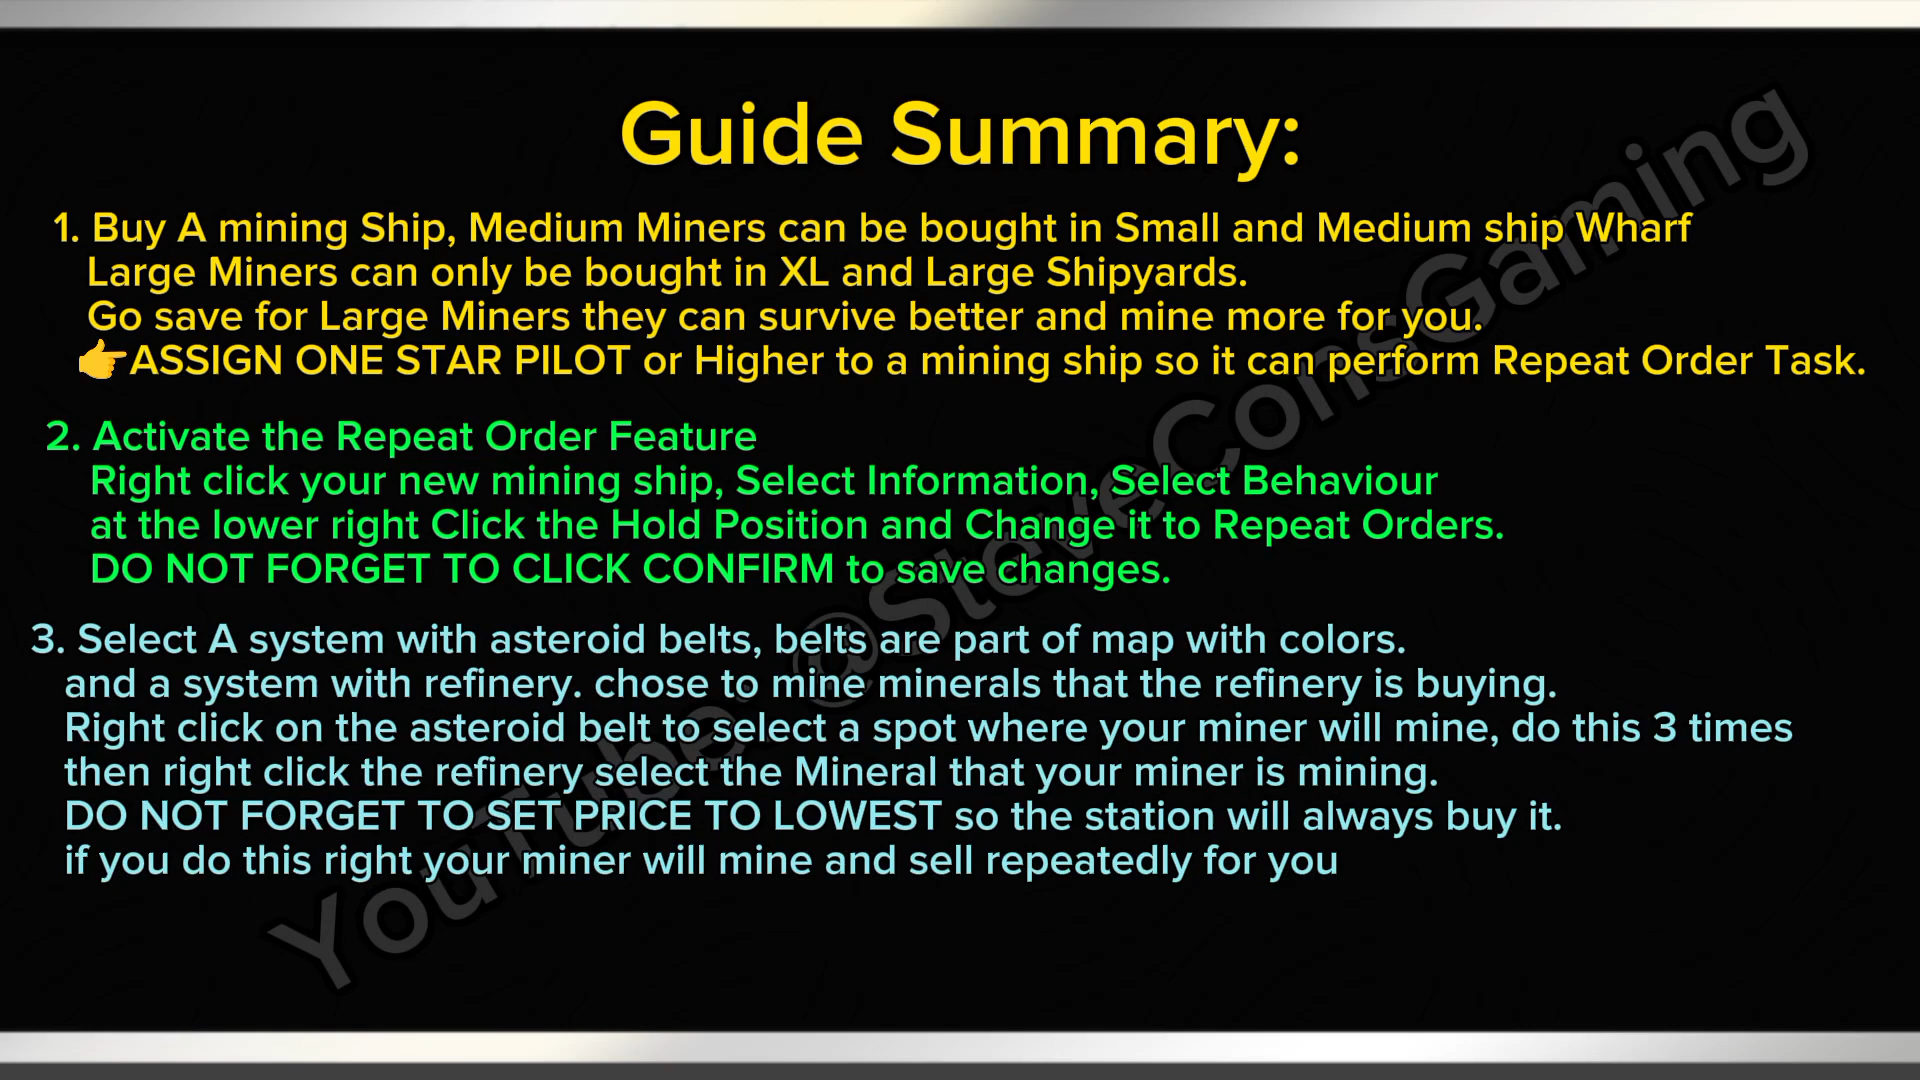 Guide Summary:
1. Buy A mining Ship, Medium Miners can be bought in Small and Medium ship Wharf
Large Miners can only be bought in XL and Large Shipyards.
Go save for Large Miners they can survive better and mine more for you.
👉ASSIGN ONE STAR PILOT or Higher to a mining ship so it can perform Repeat Order Task.
2. Activate the Repeat Order Feature
Right click your new mining ship, Select Information, Select Behaviour
at the lower right Click the Hold Position and Change it to Repeat Orders.
DO NOT FORGET TO CLICK CONFIRM to save changes.
3. Select A system with asteroid belts, belts are part of map with colors.
and a system with refinery. chose to mine minerals that the refinery is buying.
Right click on the asteroid belt to select a spot where your miner will mine, do this 3 times
then right click the refinery select the Mineral that your miner is mining.
DO NOT FORGET TO SET PRICE TO LOWEST so the station will always buy it.
if you do this right your miner will mine and sell repeatedly for you
YouTube: @SteveConsGaming